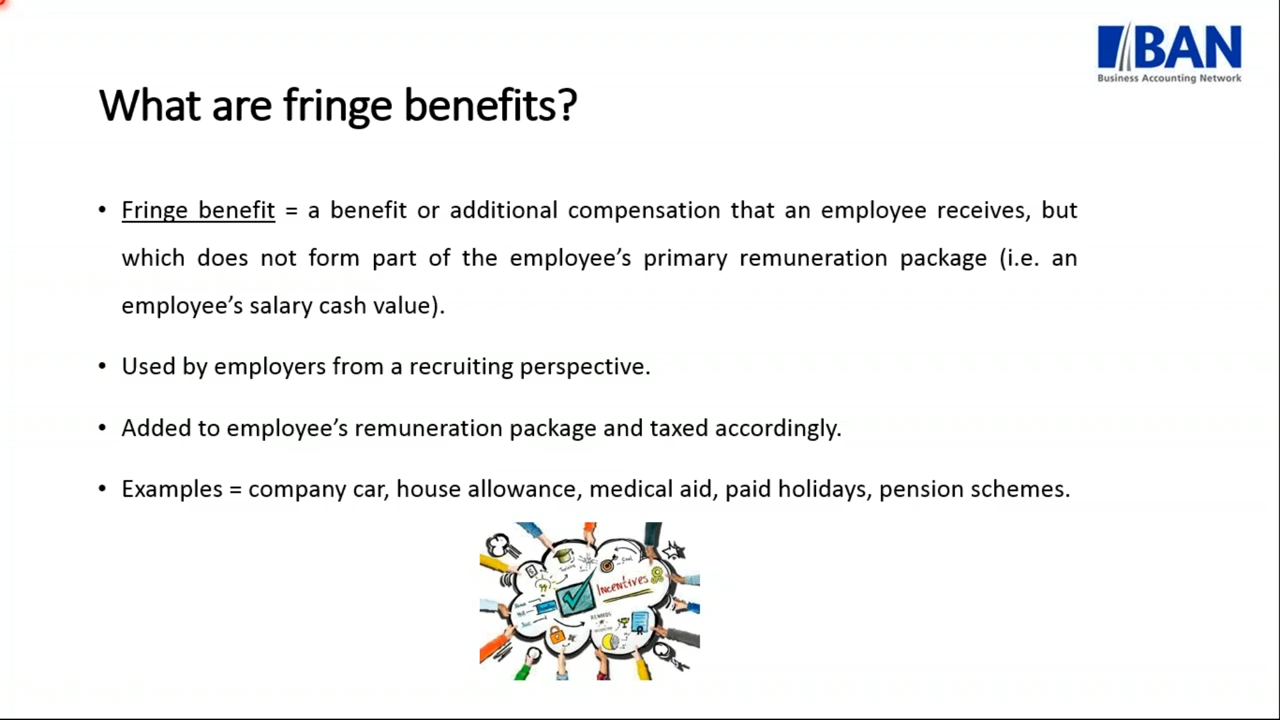 BAN
Business Accounting Network
What are fringe benefits?
• Fringe benefit = a benefit or additional compensation that an employee receives, but
which does not form part of the employee’s primary remuneration package (i.e. an
employee’s salary cash value).
• Used by employers from a recruiting perspective.
• Added to employee’s remuneration package and taxed accordingly.
• Examples = company car, house allowance, medical aid, paid holidays, pension schemes.
Incentives